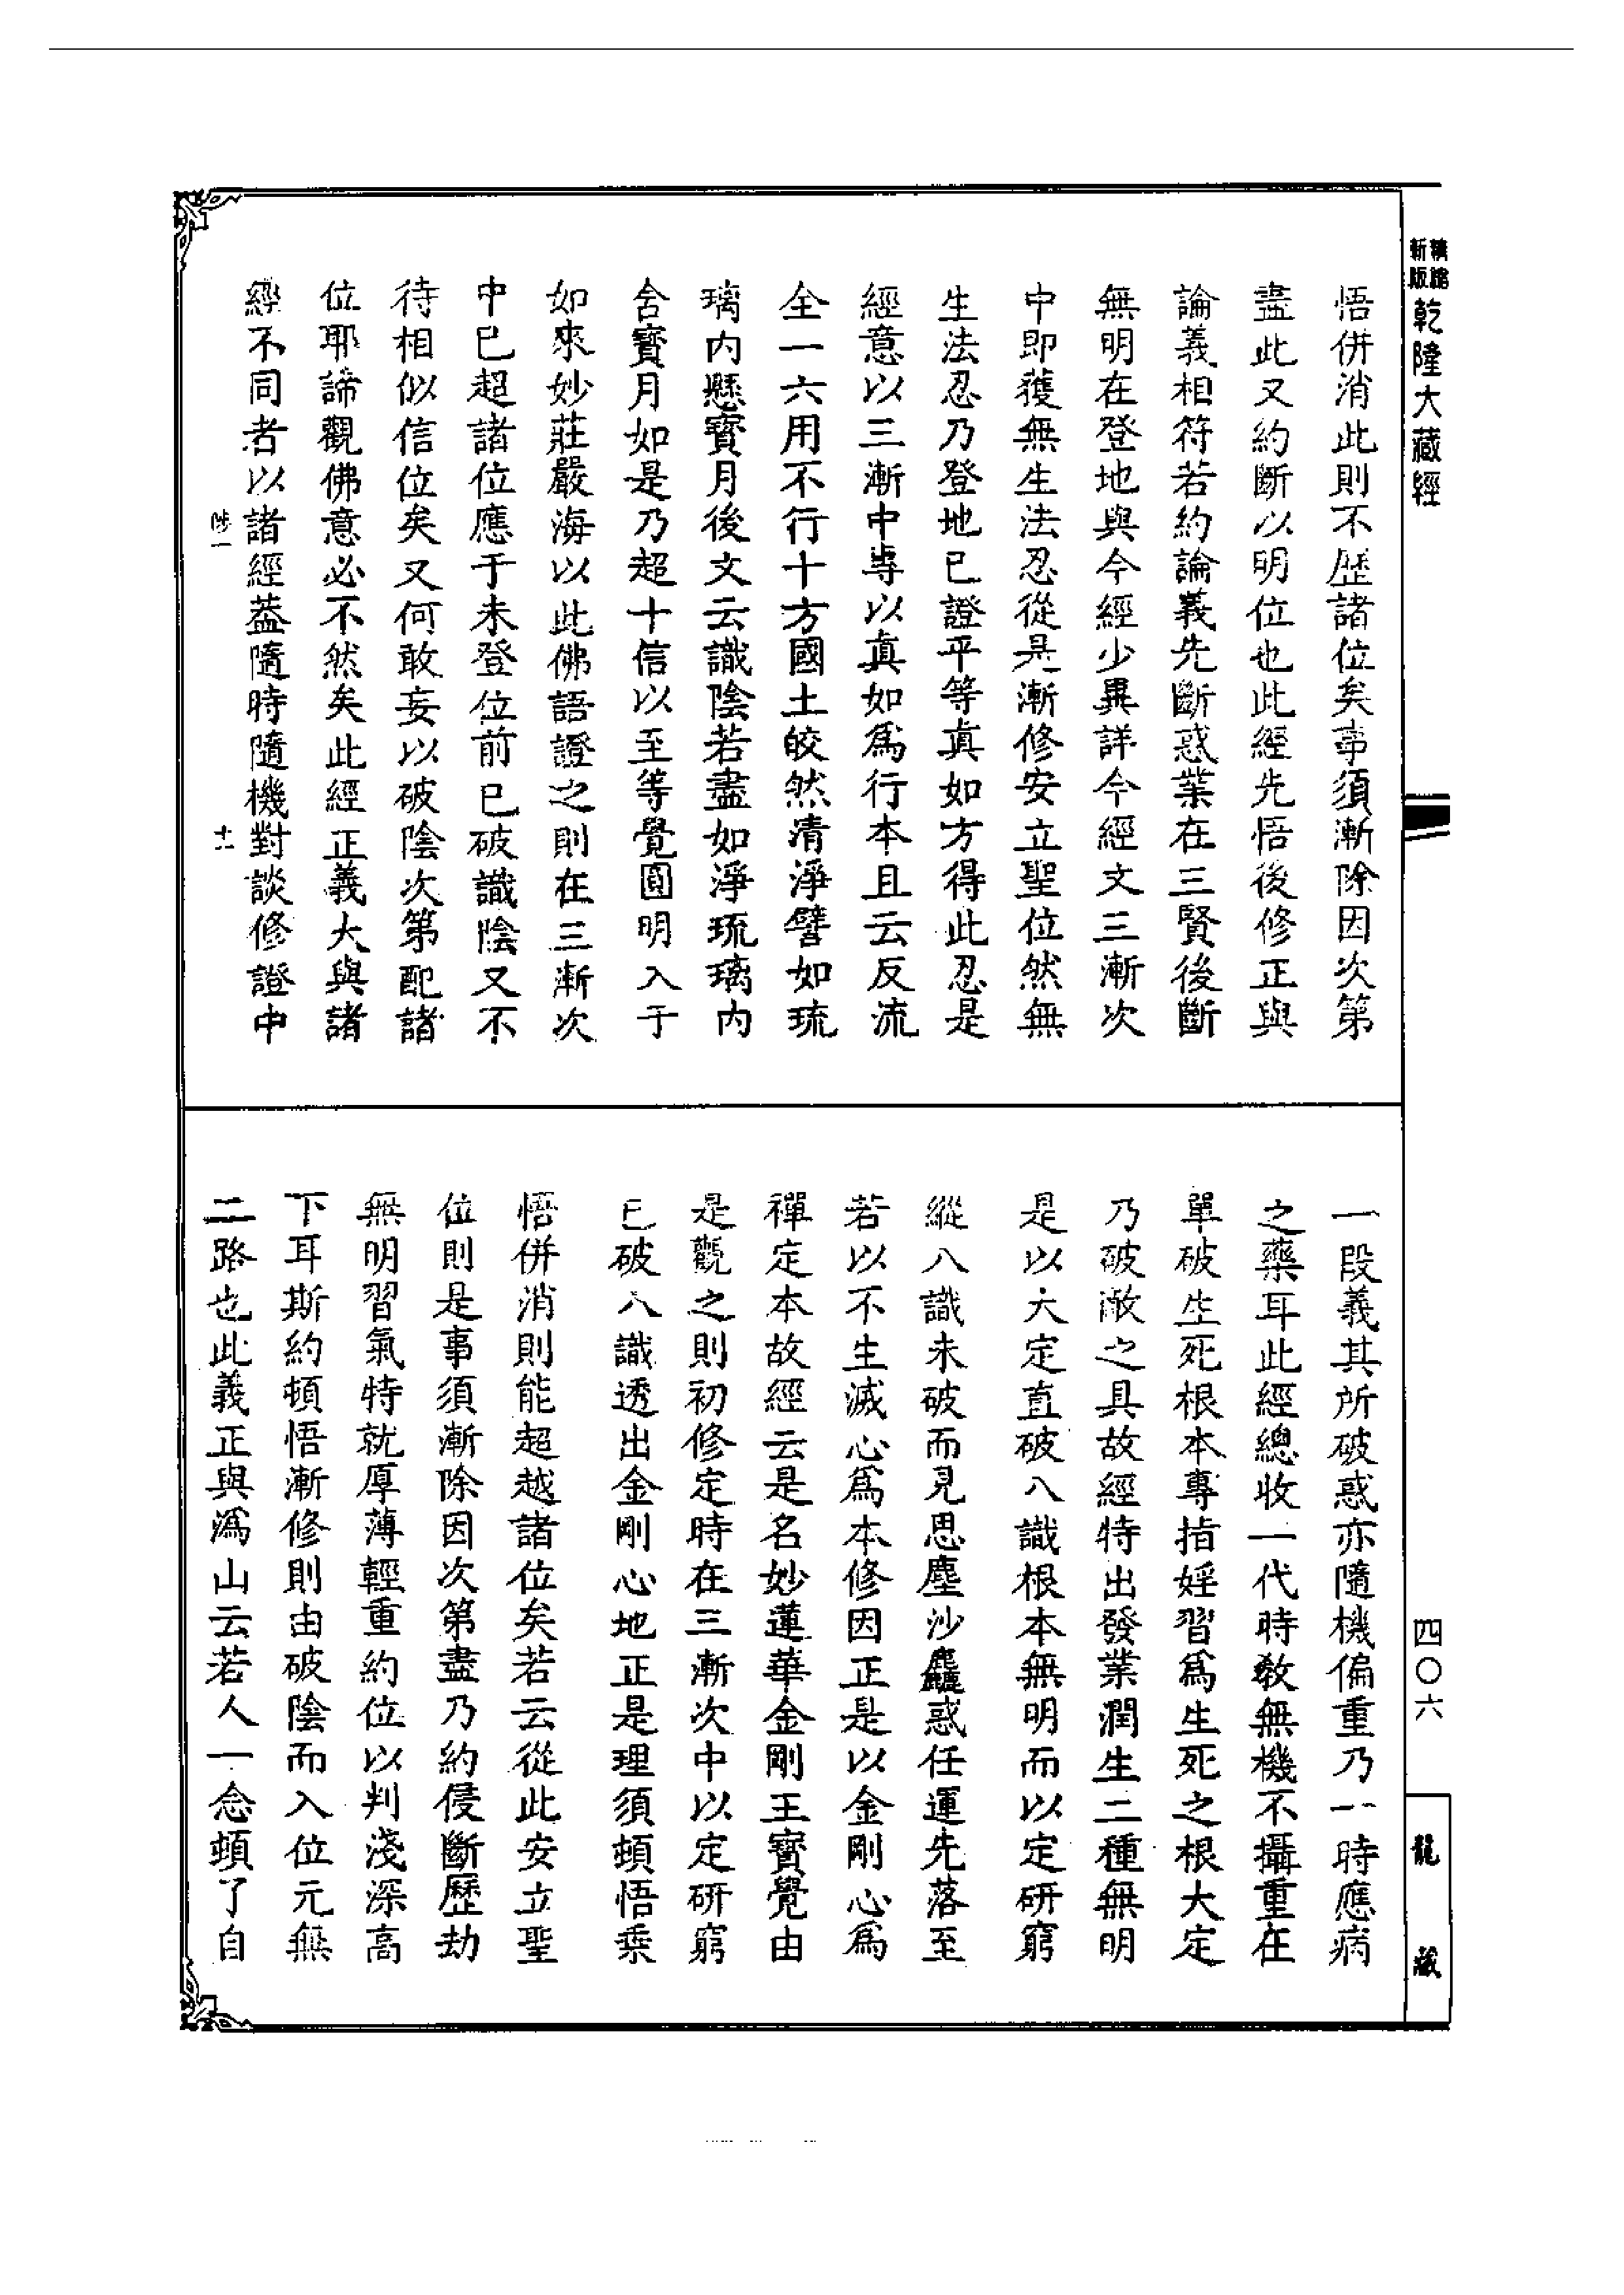 新版
精縮
乾隆大藏經
四〇六
龍藏
悟併消此則不歷諸位矣事須漸除因次第
盡此又約斷以明位也此經先悟後修正與
論義相符若約論義先斷惑業在三賢後斷
無明在登地與今經少異詳今經文三漸次
中即獲無生法忍從是漸修安立聖位然無
生法忍乃登地已證平等真如方得此忍是
經意以三漸中專以真如為行本且云反流
全一六用不行十方國土皎然清淨譬如琉
璃內懸寶月後文云識陰若盡如淨琉璃內
含寶月如是乃超十信以至等覺圓明入于
如來妙莊嚴海以此佛語證之則在三漸次
中已超諸位應于未登位前已破識陰又不
待相似信位矣又何敢妄以破陰次第配諸
位耶諦觀佛意必不然矣此經正義大與諸
經不同者以諸經葢隨時隨機對談修證中
陟一
十二
一段義其所破惑亦隨機偏重乃一時應病
之藥耳此經總收一代時教無機不攝重在
單破生死根本專指婬習為生死之根大定
乃破敵之具故經特出發業潤生二種無明
是以大定直破八識根本無明而以定研窮
縱八識未破而見思塵沙麤惑任運先落至
若以不生滅心為本修因正是以金剛心為
禪定本故經云是名妙蓮華金剛王寶覺由
是觀之則初修定時在三漸次中以定研窮
已破八識透出金剛心地正是理須頓悟乘
悟併消則能超越諸位矣若云從此安立聖
位則是事須漸除因次第盡乃約侵斷歷劫
無明習氣特就厚薄輕重約位以判淺深高
下耳斯約頓悟漸修則由破陰而入位元無
二路也此義正與溈山云若人一念頓了自